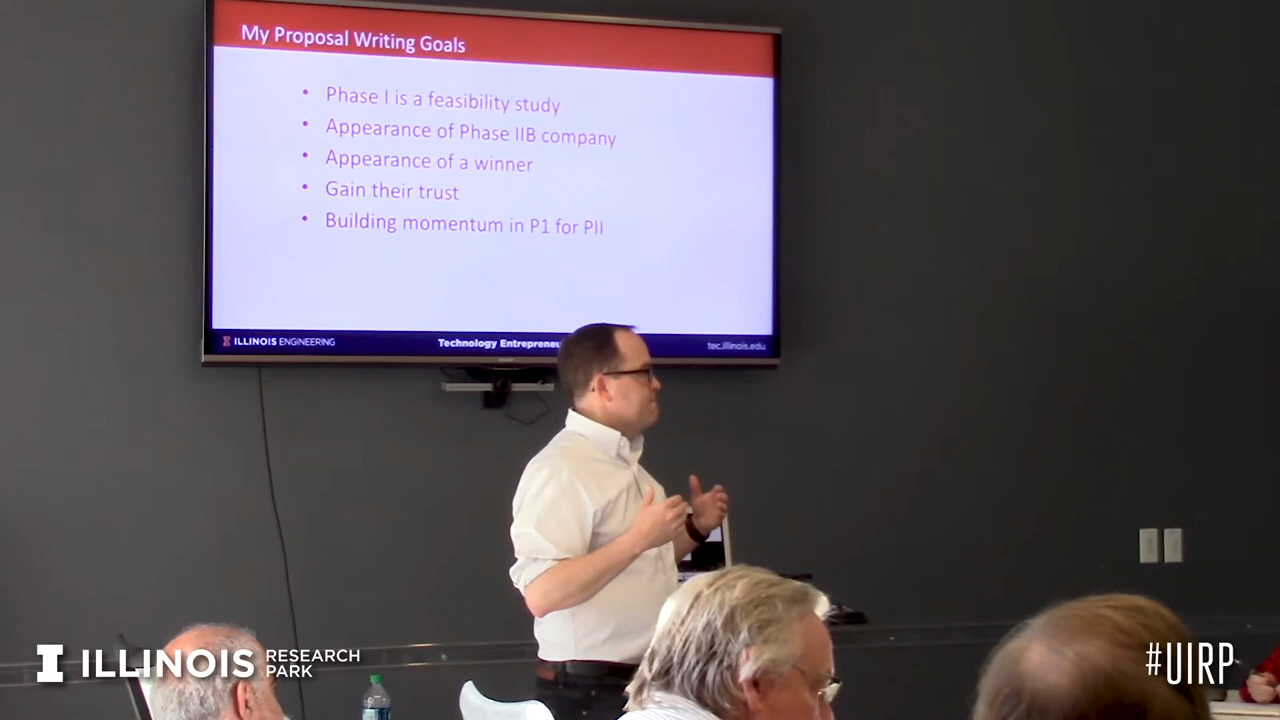 My Proposal Writing Goals
• Phase I is a feasibility study
• Appearance of Phase IIB company
• Appearance of a winner
• Gain their trust
• Building momentum in P1 for PII
I ILLINOIS ENGINEERING
Technology
tec.illinois.edu
I ILLINOIS RESEARCH PARK
#UIRP